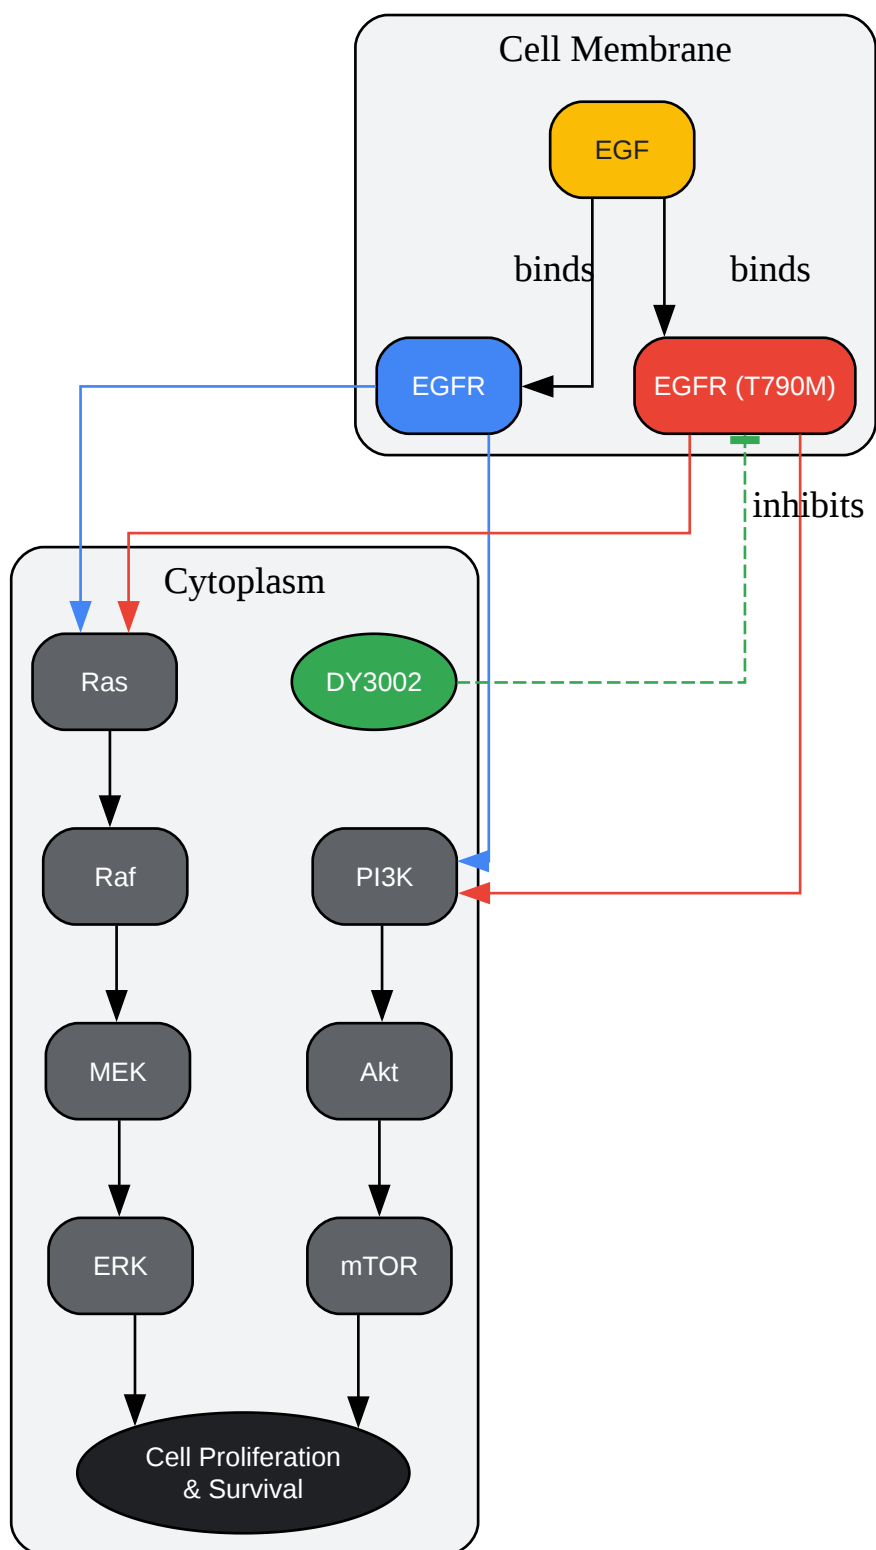 Cell Membrane
EGF
binds
binds
EGFR
EGFR (T790M)
inhibits
Cytoplasm
Ras
DY3002
Raf
PI3K
MEK
Akt
ERK
mTOR
Cell Proliferation
& Survival